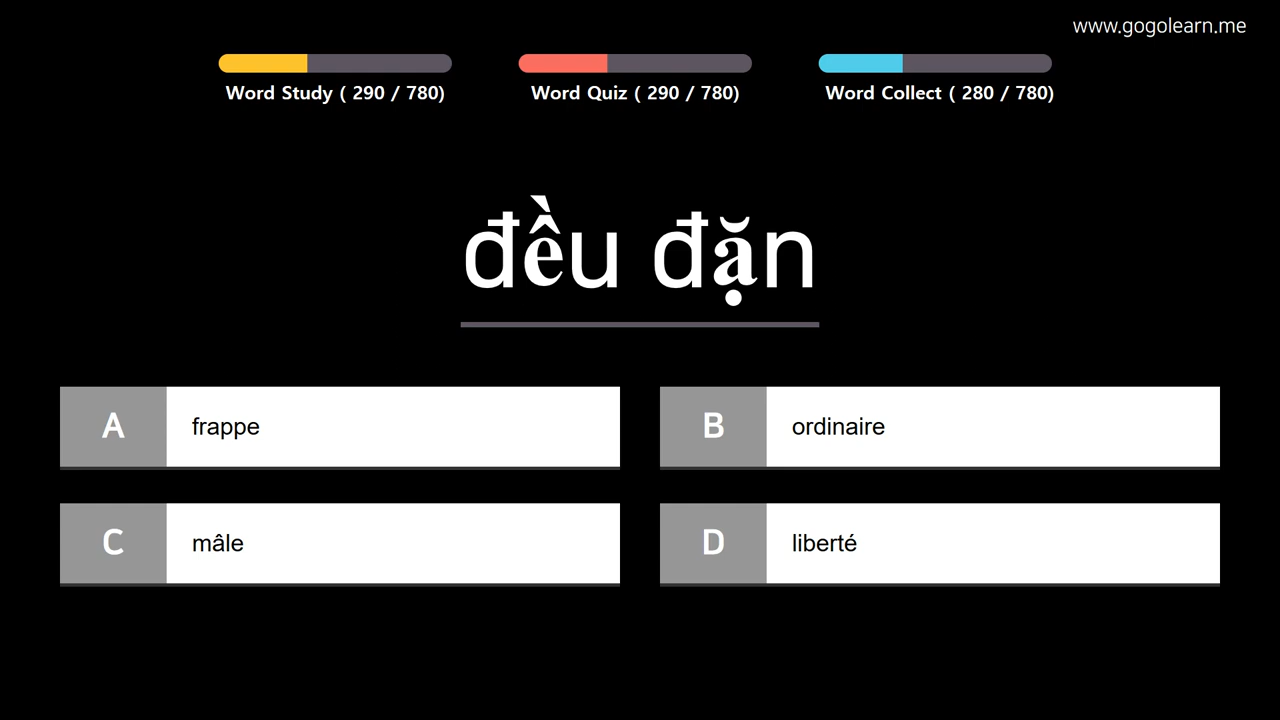 www.gogolearn.me
Word Study ( 290 / 780)
Word Quiz ( 290 / 780)
Word Collect ( 280 / 780)
đều đặn
A frappe
B ordinaire
C mâle
D liberté